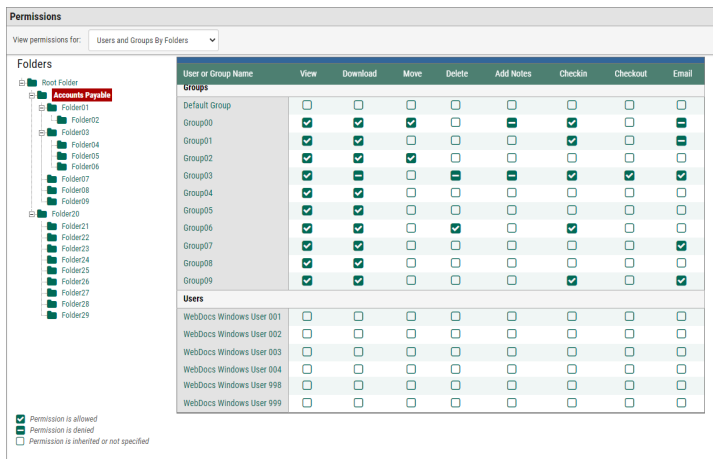 Permissions
View permissions for: Users and Groups By Folders
Folders
Root Folder
Accounts Payable
Folder01
Folder02
Folder03
Folder04
Folder05
Folder06
Folder07
Folder08
Folder09
Folder20
Folder21
Folder22
Folder23
Folder24
Folder25
Folder26
Folder27
Folder28
Folder29
User or Group Name View Download Move Delete Add Notes Checkin Checkout Email
Groups
Default Group
Group00
Group01
Group02
Group03
Group04
Group05
Group06
Group07
Group08
Group09
Users
WebDocs Windows User 001
WebDocs Windows User 002
WebDocs Windows User 003
WebDocs Windows User 004
WebDocs Windows User 998
WebDocs Windows User 999
Permission is allowed
Permission is denied
Permission is inherited or not specified